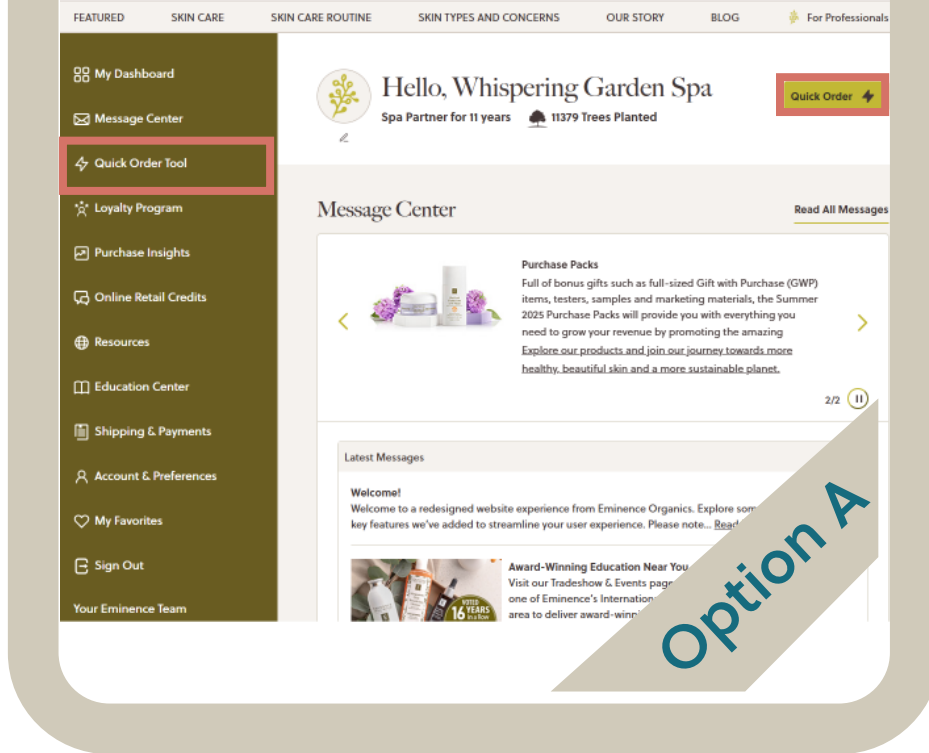 FEATURED SKIN CARE SKIN CARE ROUTINE SKIN TYPES AND CONCERNS OUR STORY BLOG For Professionals
My Dashboard
Message Center
Quick Order Tool
Loyalty Program
Purchase Insights
Online Retail Credits
Resources
Education Center
Shipping & Payments
Account & Preferences
My Favorites
Sign Out
Your Eminence Team
Hello, Whispering Garden Spa
Spa Partner for 11 years 11379 Trees Planted
Quick Order
Message Center
Read All Messages
Purchase Packs
Full of bonus gifts such as full-sized Gift with Purchase (GWP)
items, testers, samples and marketing materials, the Summer
2025 Purchase Packs will provide you with everything you
need to grow your revenue by promoting the amazing
Explore our products and join our journey towards more
healthy, beautiful skin and a more sustainable planet.
2/2
Latest Messages
Welcome!
Welcome to a redesigned website experience from Eminence Organics. Explore
key features we've added to streamline your user experience. Please note... Read
Award-Winning Education Near You
Visit our Tradeshow & Events page
one of Eminence's
area to deliver
VOTED
16 YEARS
In a Row
Option A